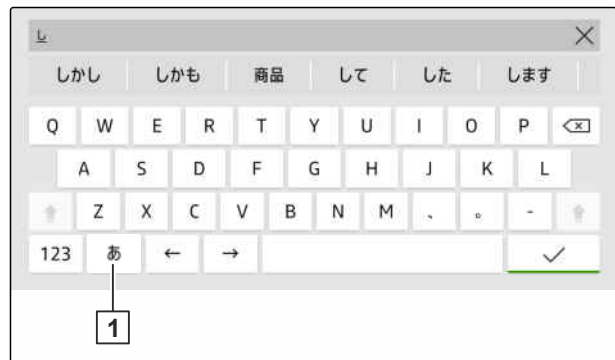 し
しかし しかも 商品 して した します
Q W E R T Y U I O P
A S D F G H J K L
Z X C V B N M 、 。 -
123 あ ← →
1